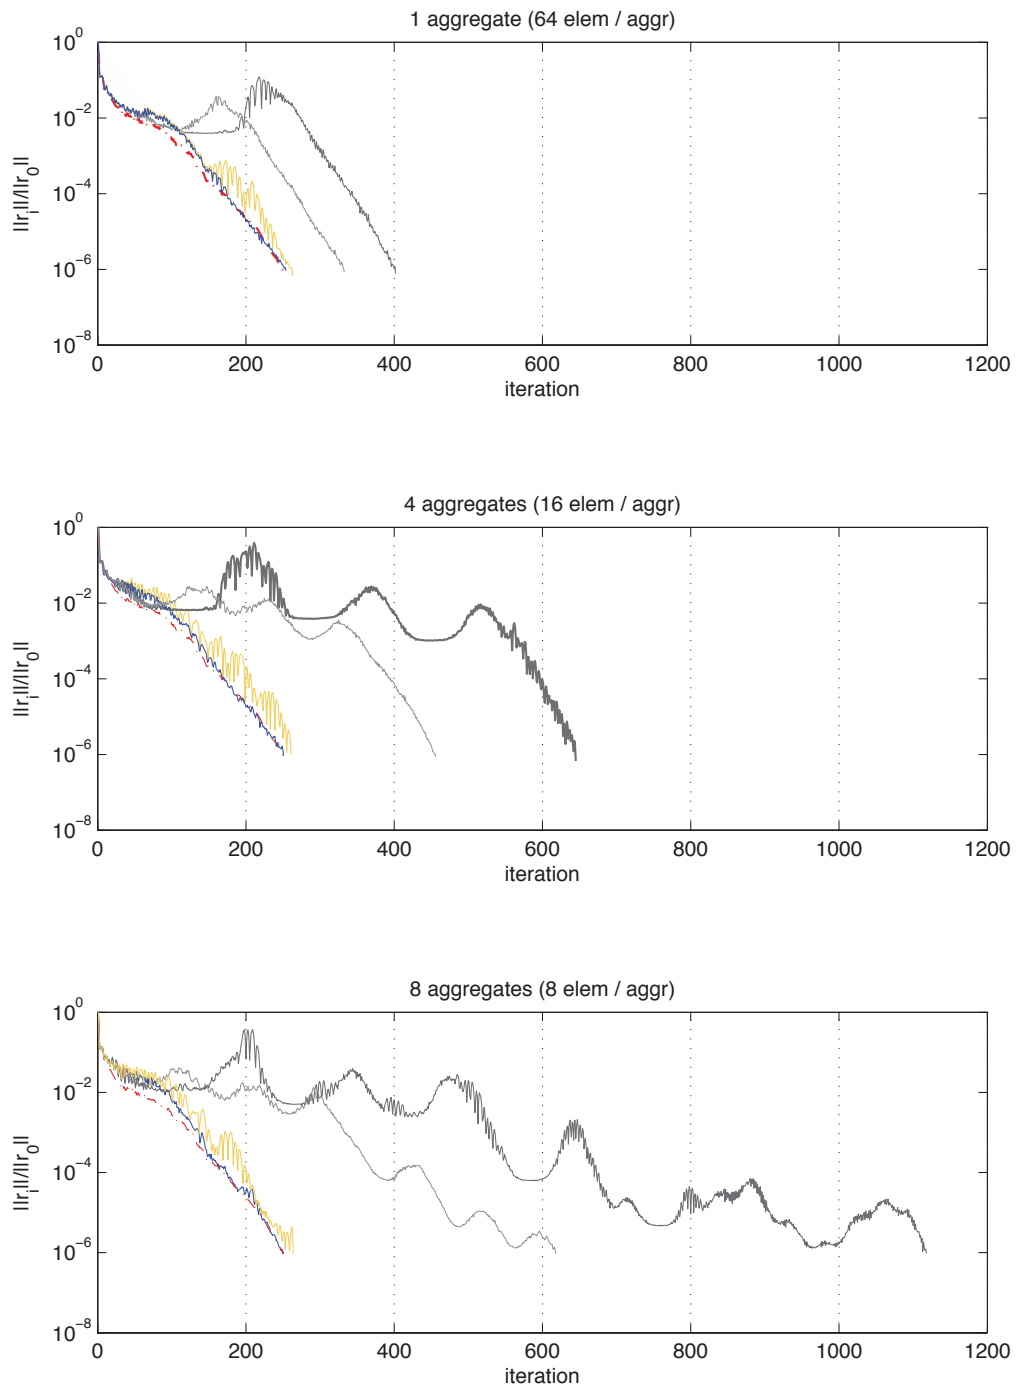 1 aggregate (64 elem / aggr)
10^0
10^−2
10^−4
10^−6
10^−8
||r_i||/||r_0||
0 200 400 600 800 1000 1200
iteration
4 aggregates (16 elem / aggr)
10^0
10^−2
10^−4
10^−6
10^−8
||r_i||/||r_0||
0 200 400 600 800 1000 1200
iteration
8 aggregates (8 elem / aggr)
10^0
10^−2
10^−4
10^−6
10^−8
||r_i||/||r_0||
0 200 400 600 800 1000 1200
iteration